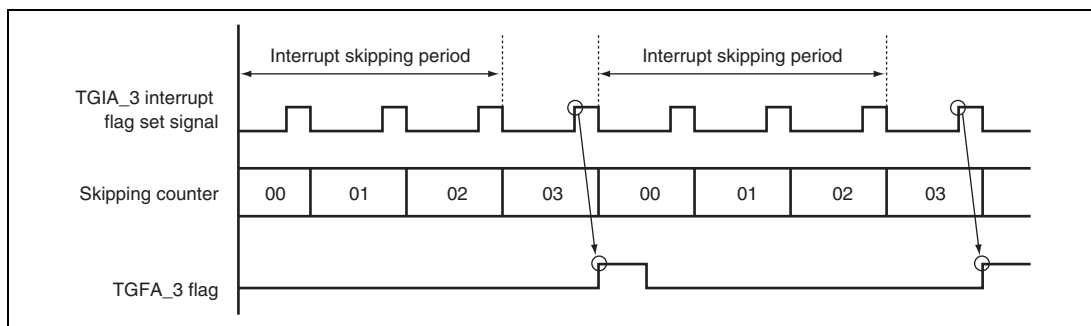 Interrupt skipping period Interrupt skipping period
TGIA_3 interrupt
flag set signal
Skipping counter 00 01 02 03 00 01 02 03
TGFA_3 flag